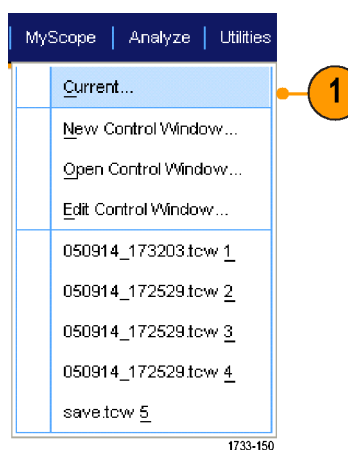 MyScope | Analyze | Utilities
Current...
1
New Control Window...
Open Control Window...
Edit Control Window...
050914_173203.tcw 1
050914_172529.tcw 2
050914_172529.tcw 3
050914_172529.tcw 4
save.tcw 5
1733-150